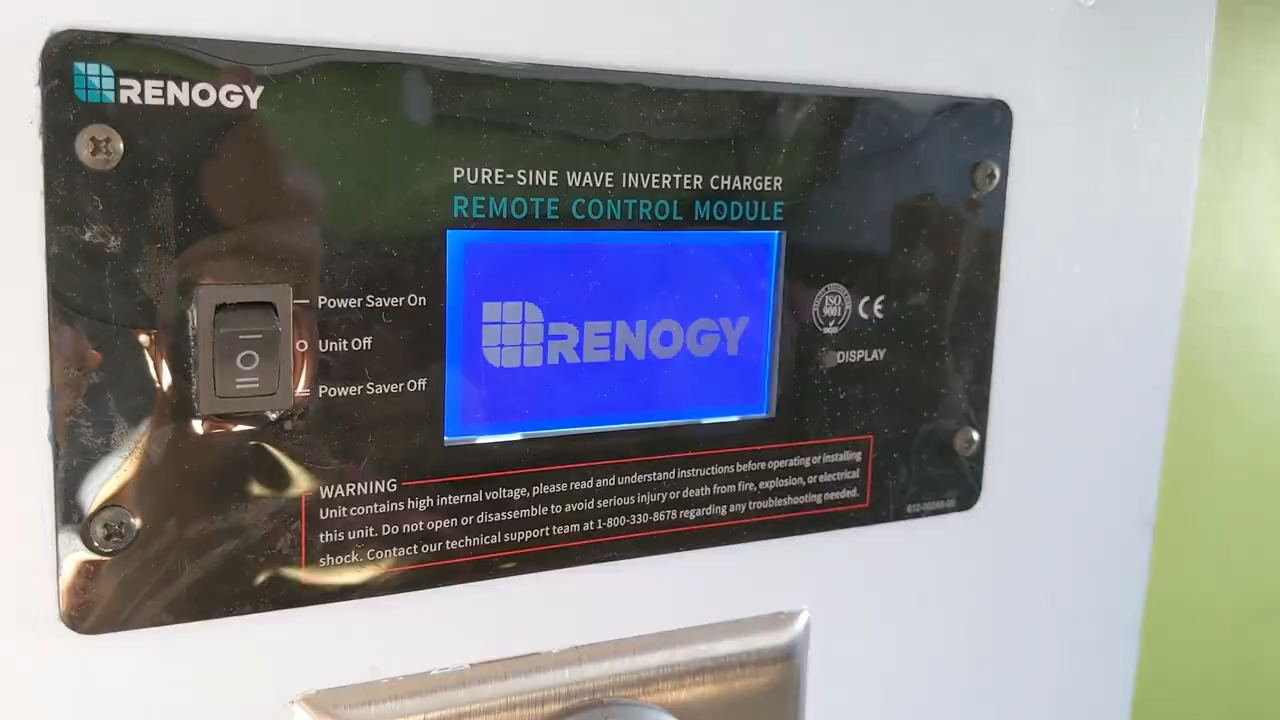 RENOGY
PURE-SINE WAVE INVERTER CHARGER
REMOTE CONTROL MODULE
RENOGY
Power Saver On
Unit Off
Power Saver Off
ISO
9001
CE
DISPLAY
WARNING
Unit contains high internal voltage, please read and understand instructions before operating or installing
this unit. Do not open or disassemble to avoid serious injury or death from fire, explosion, or electrical
shock. Contact our technical support team at 1-800-330-8678 regarding any troubleshooting needed.